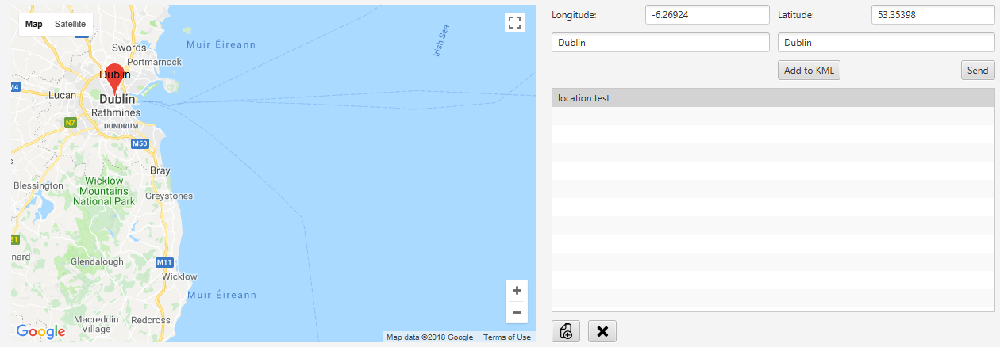 Map Satellite
Muir Éireann
Irish Sea
Swords
Portmarnock
Dublin
M4
Lucan
Dublin
Rathmines
N7
DUNDRUM
M50
Bray
Wicklow
Mountains
National Park
Blessington
Greystones
Glendalough
M11
Wicklow
Muir Éireann
Macreddin
Village
Redcross
Google
Map data ©2018 Google
Terms of Use
Longitude: -6.26924 Latitude: 53.35398
Dublin Dublin
Add to KML Send
location test